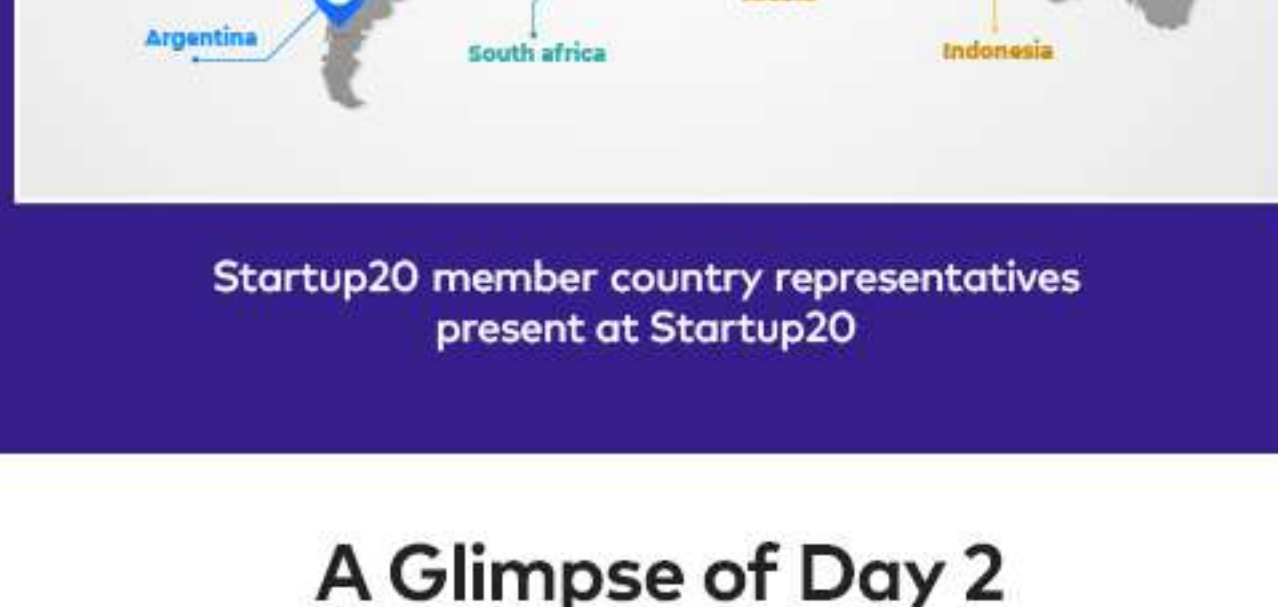 Argentina
South africa
Indonesia
Startup20 member country representatives
present at Startup20
A Glimpse of Day 2